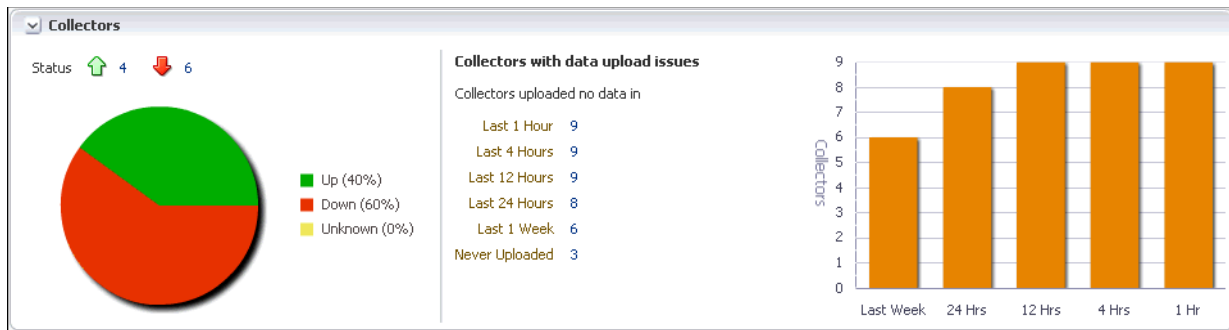 Collectors
Status 4 6
Up (40%)
Down (60%)
Unknown (0%)
Collectors with data upload issues
Collectors uploaded no data in
Last 1 Hour 9
Last 4 Hours 9
Last 12 Hours 9
Last 24 Hours 8
Last 1 Week 6
Never Uploaded 3
Collectors
9
8
7
6
5
4
3
2
1
0
Last Week 24 Hrs 12 Hrs 4 Hrs 1 Hr